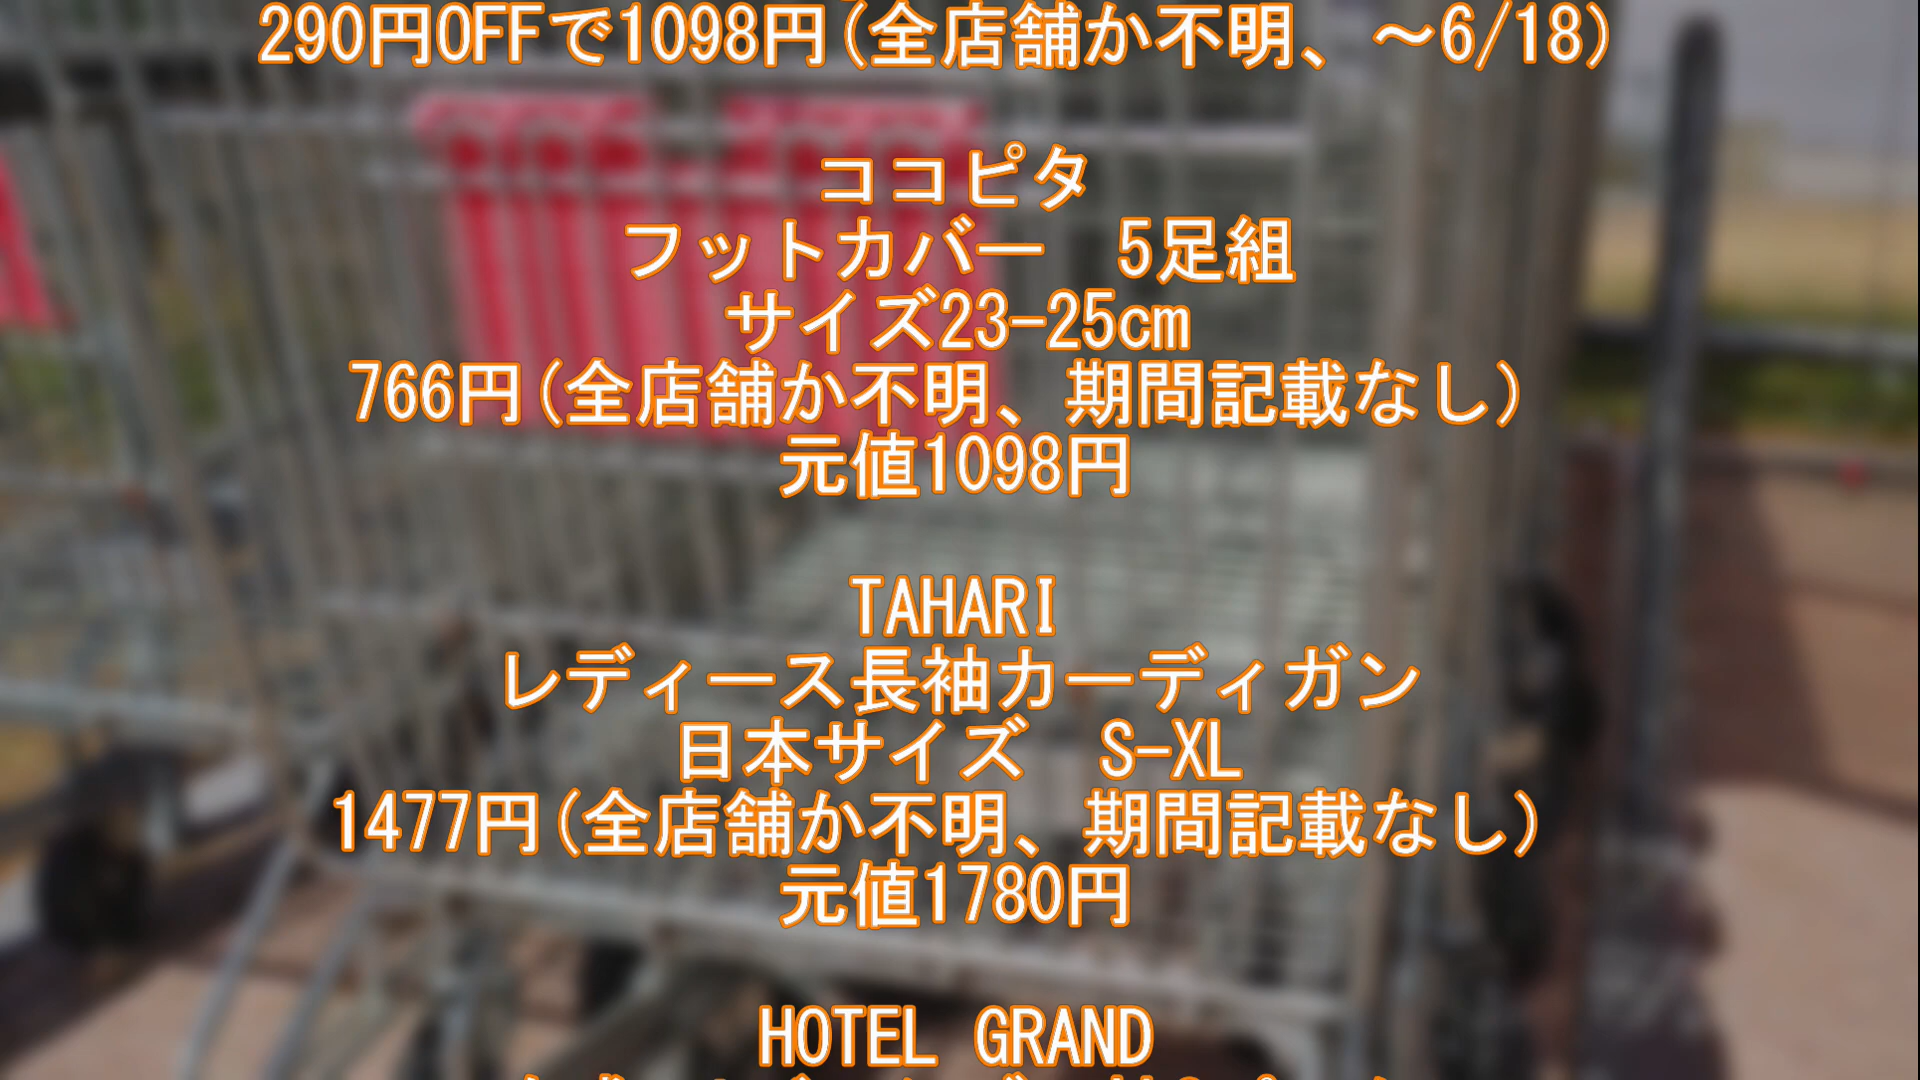 290円OFFで1098円(全店舗か不明、～6/18)
ココピタ
フットカバー　5足組
サイズ23-25cm
766円(全店舗か不明、期間記載なし)
元値1098円
TAHARI
レディース長袖カーディガン
日本サイズ　S-XL
1477円(全店舗か不明、期間記載なし)
元値1780円
HOTEL GRAND